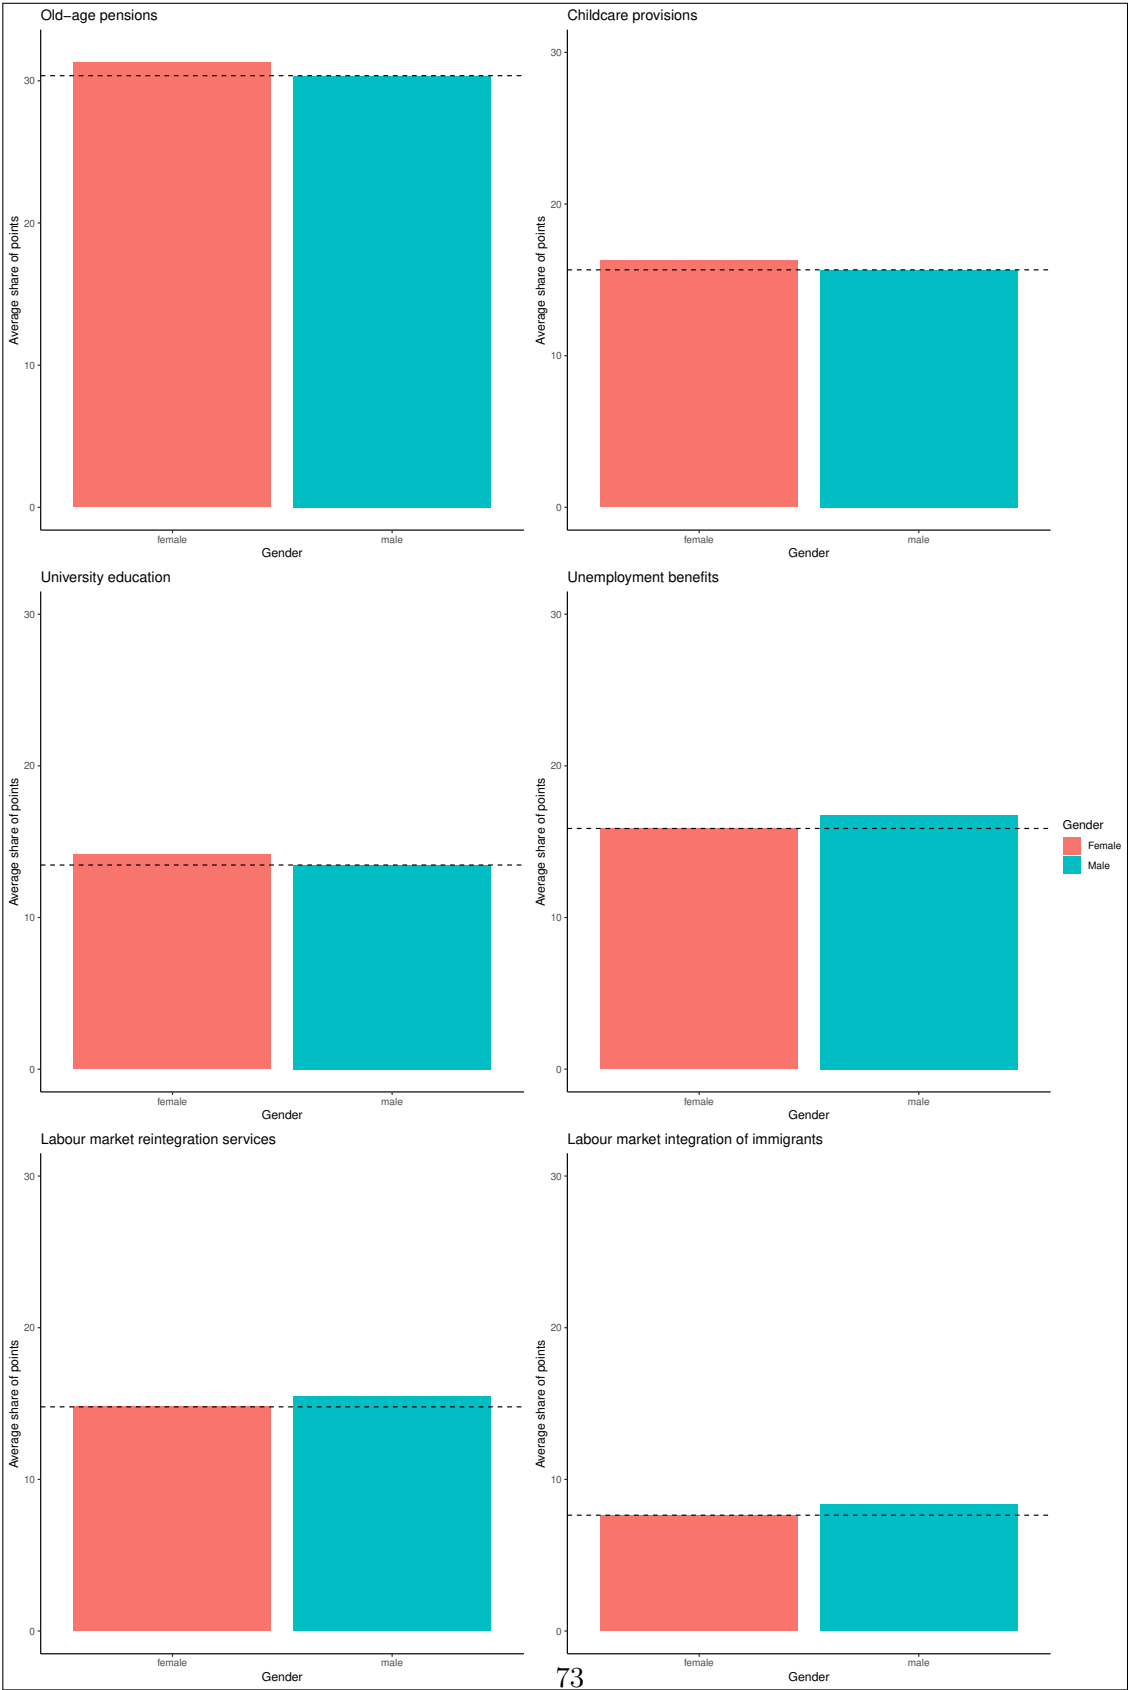 Old−age pensions
30
20
10
0
Average share of points
female
male
Gender
Childcare provisions
30
20
10
0
Average share of points
female
male
Gender
University education
30
20
10
0
Average share of points
female
male
Gender
Unemployment benefits
30
20
10
0
Average share of points
female
male
Gender
Gender
Female
Male
Labour market reintegration services
30
20
10
0
Average share of points
female
male
Gender
Labour market integration of immigrants
30
20
10
0
Average share of points
female
male
Gender
73